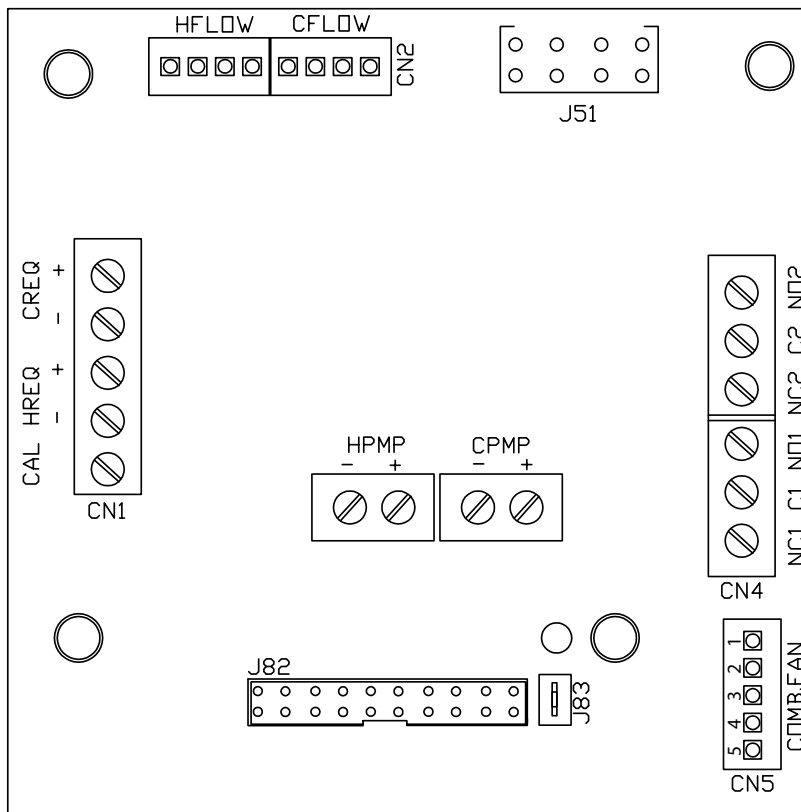 HFLOW CFLOW
CN2
J51
CREQ + -
HREQ + -
CAL
CN1
HPMP
- +
CPMP
- +
NO2
C2
NC2
NO1
C1
NC1
CN4
J82
J83
1
2
3
4
5
COMB.FAN
CN5